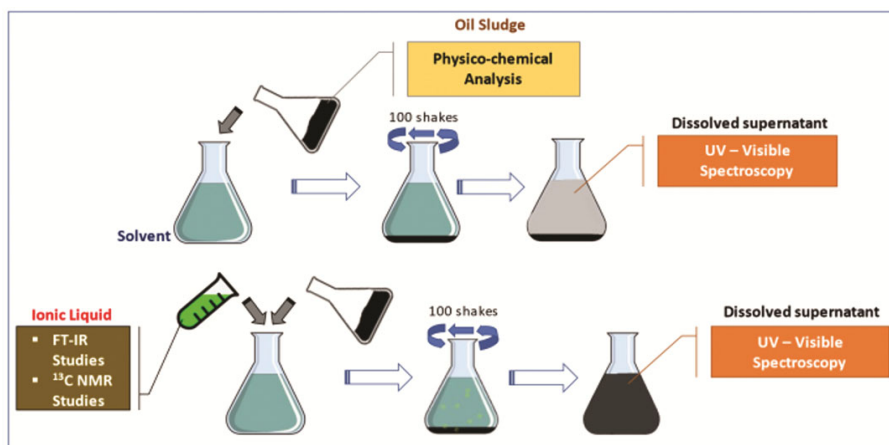 Oil Sludge
Physico-chemical
Analysis
100 shakes
Dissolved supernatant
UV – Visible
Spectroscopy
Solvent
Ionic Liquid
▪ FT-IR
Studies
▪ ¹³C NMR
Studies
100 shakes
Dissolved supernatant
UV – Visible
Spectroscopy